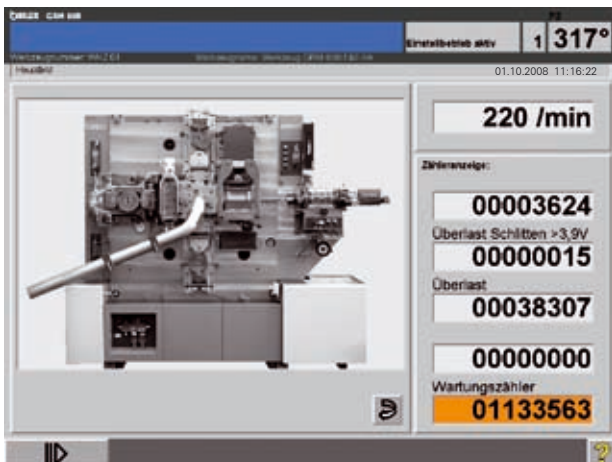 Einstellbetrieb aktiv
1
317°
Hauptbild
01.10.2008 11:16:22
220 /min
Zähleranzeige:
00003624
Überlast Schlitten >3,9V
00000015
Überlast
00038307
00000000
Wartungszähler
01133563
?